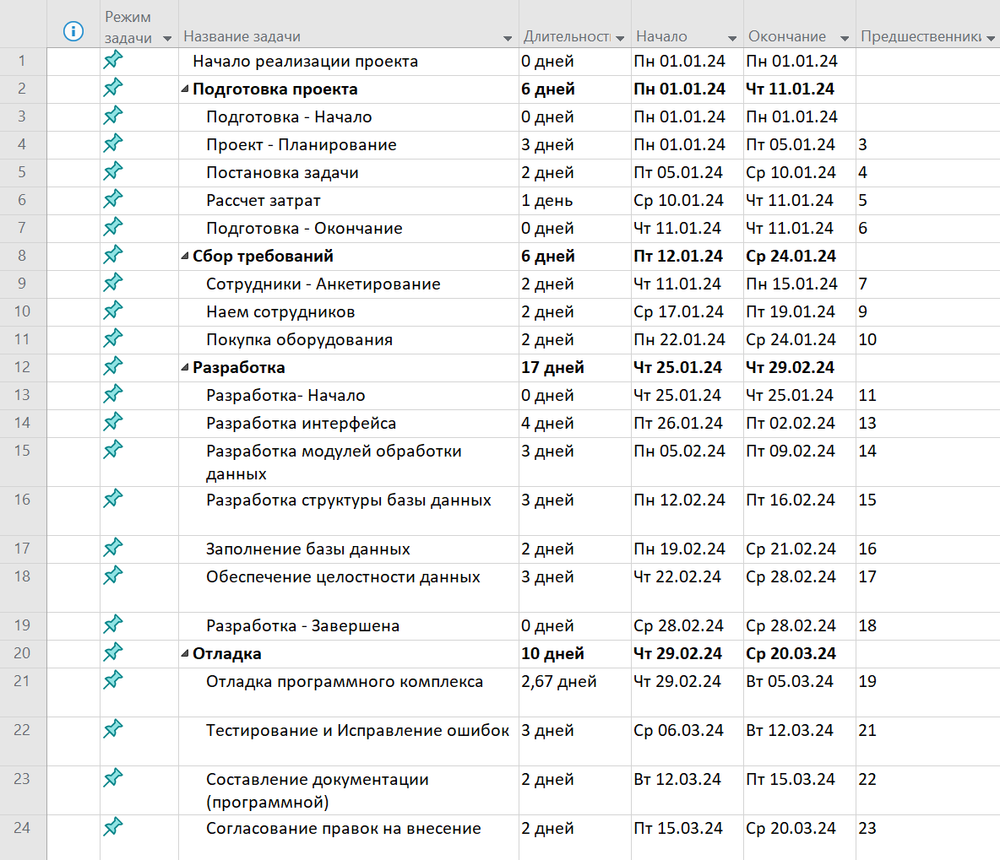 Режим задачи Название задачи Длительност Начало Окончание Предшественники
1 Начало реализации проекта 0 дней Пн 01.01.24 Пн 01.01.24
2 Подготовка проекта 6 дней Пн 01.01.24 Чт 11.01.24
3 Подготовка - Начало 0 дней Пн 01.01.24 Пн 01.01.24
4 Проект - Планирование 3 дней Пн 01.01.24 Пт 05.01.24 3
5 Постановка задачи 2 дней Пт 05.01.24 Ср 10.01.24 4
6 Рассчет затрат 1 день Ср 10.01.24 Чт 11.01.24 5
7 Подготовка - Окончание 0 дней Чт 11.01.24 Чт 11.01.24 6
8 Сбор требований 6 дней Пт 12.01.24 Ср 24.01.24
9 Сотрудники - Анкетирование 2 дней Чт 11.01.24 Пн 15.01.24 7
10 Наем сотрудников 2 дней Ср 17.01.24 Пт 19.01.24 9
11 Покупка оборудования 2 дней Пн 22.01.24 Ср 24.01.24 10
12 Разработка 17 дней Чт 25.01.24 Чт 29.02.24
13 Разработка- Начало 0 дней Чт 25.01.24 Чт 25.01.24 11
14 Разработка интерфейса 4 дней Пт 26.01.24 Пт 02.02.24 13
15 Разработка модулей обработки 3 дней Пн 05.02.24 Пт 09.02.24 14
данных
16 Разработка структуры базы данных 3 дней Пн 12.02.24 Пт 16.02.24 15
17 Заполнение базы данных 2 дней Пн 19.02.24 Ср 21.02.24 16
18 Обеспечение целостности данных 3 дней Чт 22.02.24 Ср 28.02.24 17
19 Разработка - Завершена 0 дней Ср 28.02.24 Ср 28.02.24 18
20 Отладка 10 дней Чт 29.02.24 Ср 20.03.24
21 Отладка программного комплекса 2,67 дней Чт 29.02.24 Вт 05.03.24 19
22 Тестирование и Исправление ошибок 3 дней Ср 06.03.24 Вт 12.03.24 21
23 Составление документации 2 дней Вт 12.03.24 Пт 15.03.24 22
(программной)
24 Согласование правок на внесение 2 дней Пт 15.03.24 Ср 20.03.24 23